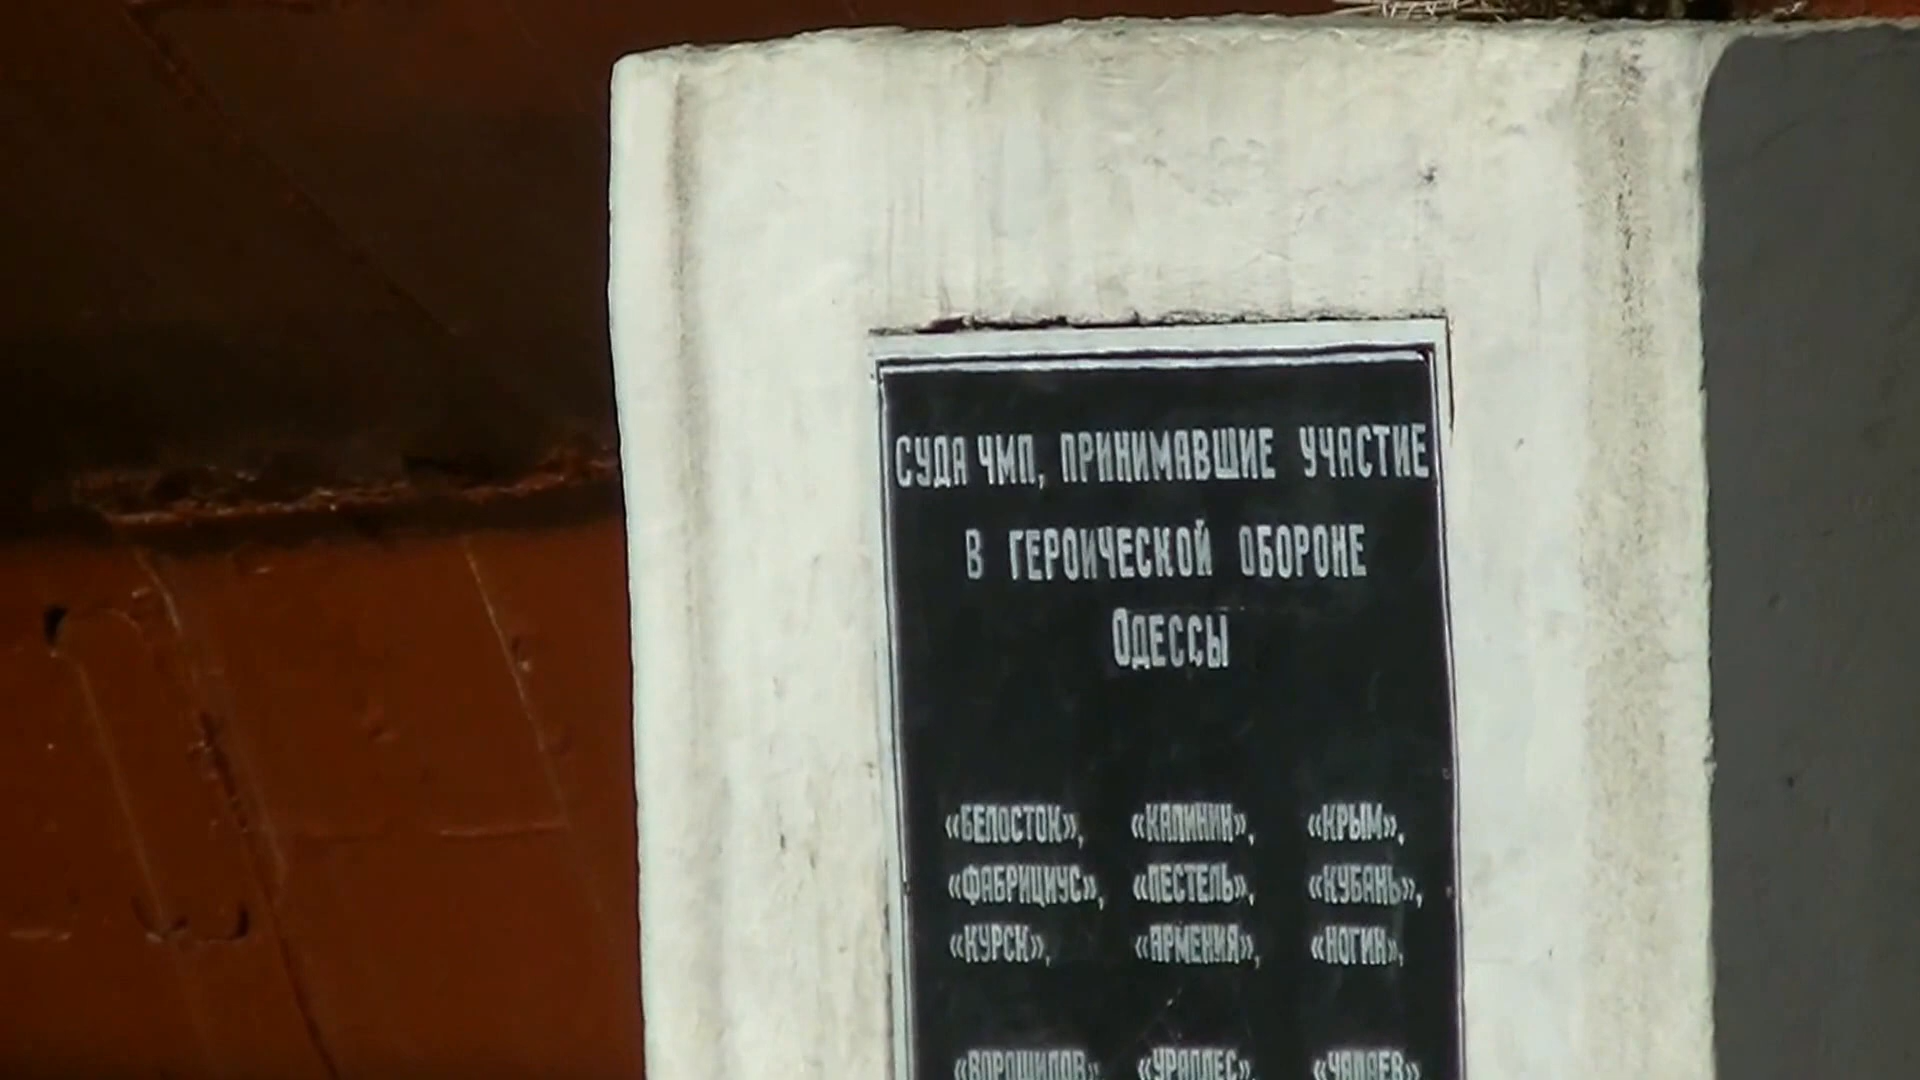 СУДА ЧМП, ПРИНИМАВШИЕ УЧАСТИЕ
В ГЕРОИЧЕСКОЙ ОБОРОНЕ
ОДЕССЫ
«БЕЛОСТОК», «КАЛИНИН», «КРЫМ»,
«ФАБРИЦИУС», «ПЕСТЕЛЬ», «КУБАНЬ»,
«КУРСК», «АРМЕНИЯ», «НОГИН»,
«ВОРОШИЛОВ» «УРАЛЛЕС», «ЧАПАЕВ»